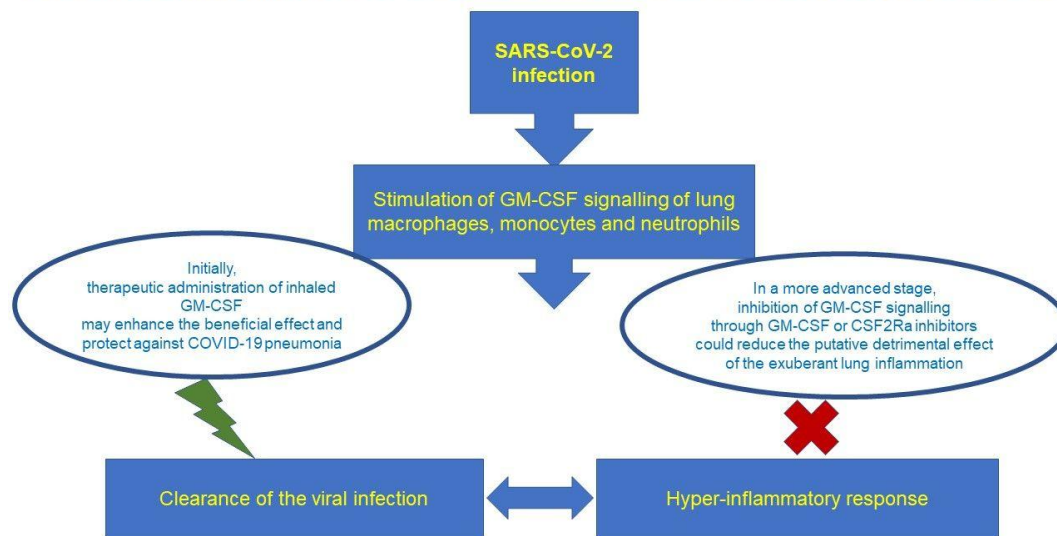 SARS-CoV-2
infection
Stimulation of GM-CSF signalling of lung
macrophages, monocytes and neutrophils
Initially,
therapeutic administration of inhaled
GM-CSF
may enhance the beneficial effect and
protect against COVID-19 pneumonia
In a more advanced stage,
inhibition of GM-CSF signalling
through GM-CSF or CSF2Ra inhibitors
could reduce the putative detrimental effect
of the exuberant lung inflammation
Clearance of the viral infection
Hyper-inflammatory response